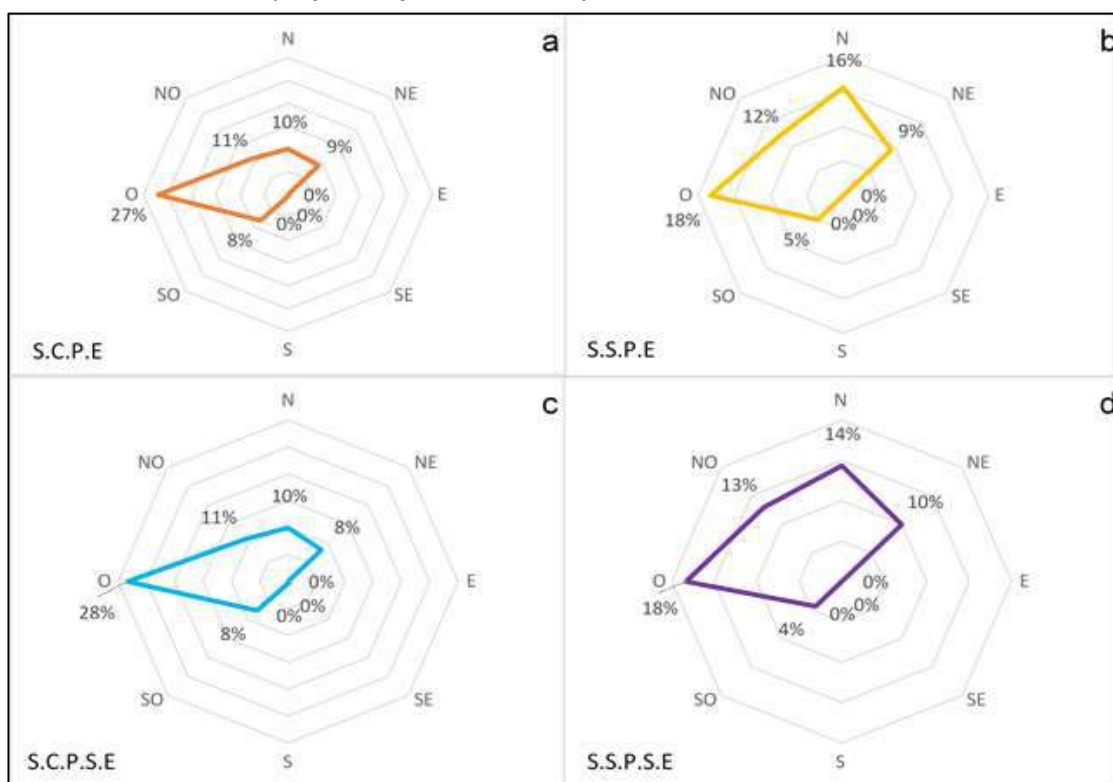 a
N
NO
NE
10%
11%
9%
O
0%
E
27%
0%
8%
0%
SO
SE
S
S.C.P.E
b
N
16%
NO
NE
12%
9%
O
0%
E
18%
0%
5%
0%
SO
SE
S
S.S.P.E
c
N
NO
NE
10%
11%
8%
O
0%
E
28%
0%
8%
0%
SO
SE
S
S.C.P.S.E
d
N
14%
NO
NE
13%
10%
O
0%
E
18%
0%
4%
0%
SO
SE
S
S.S.P.S.E